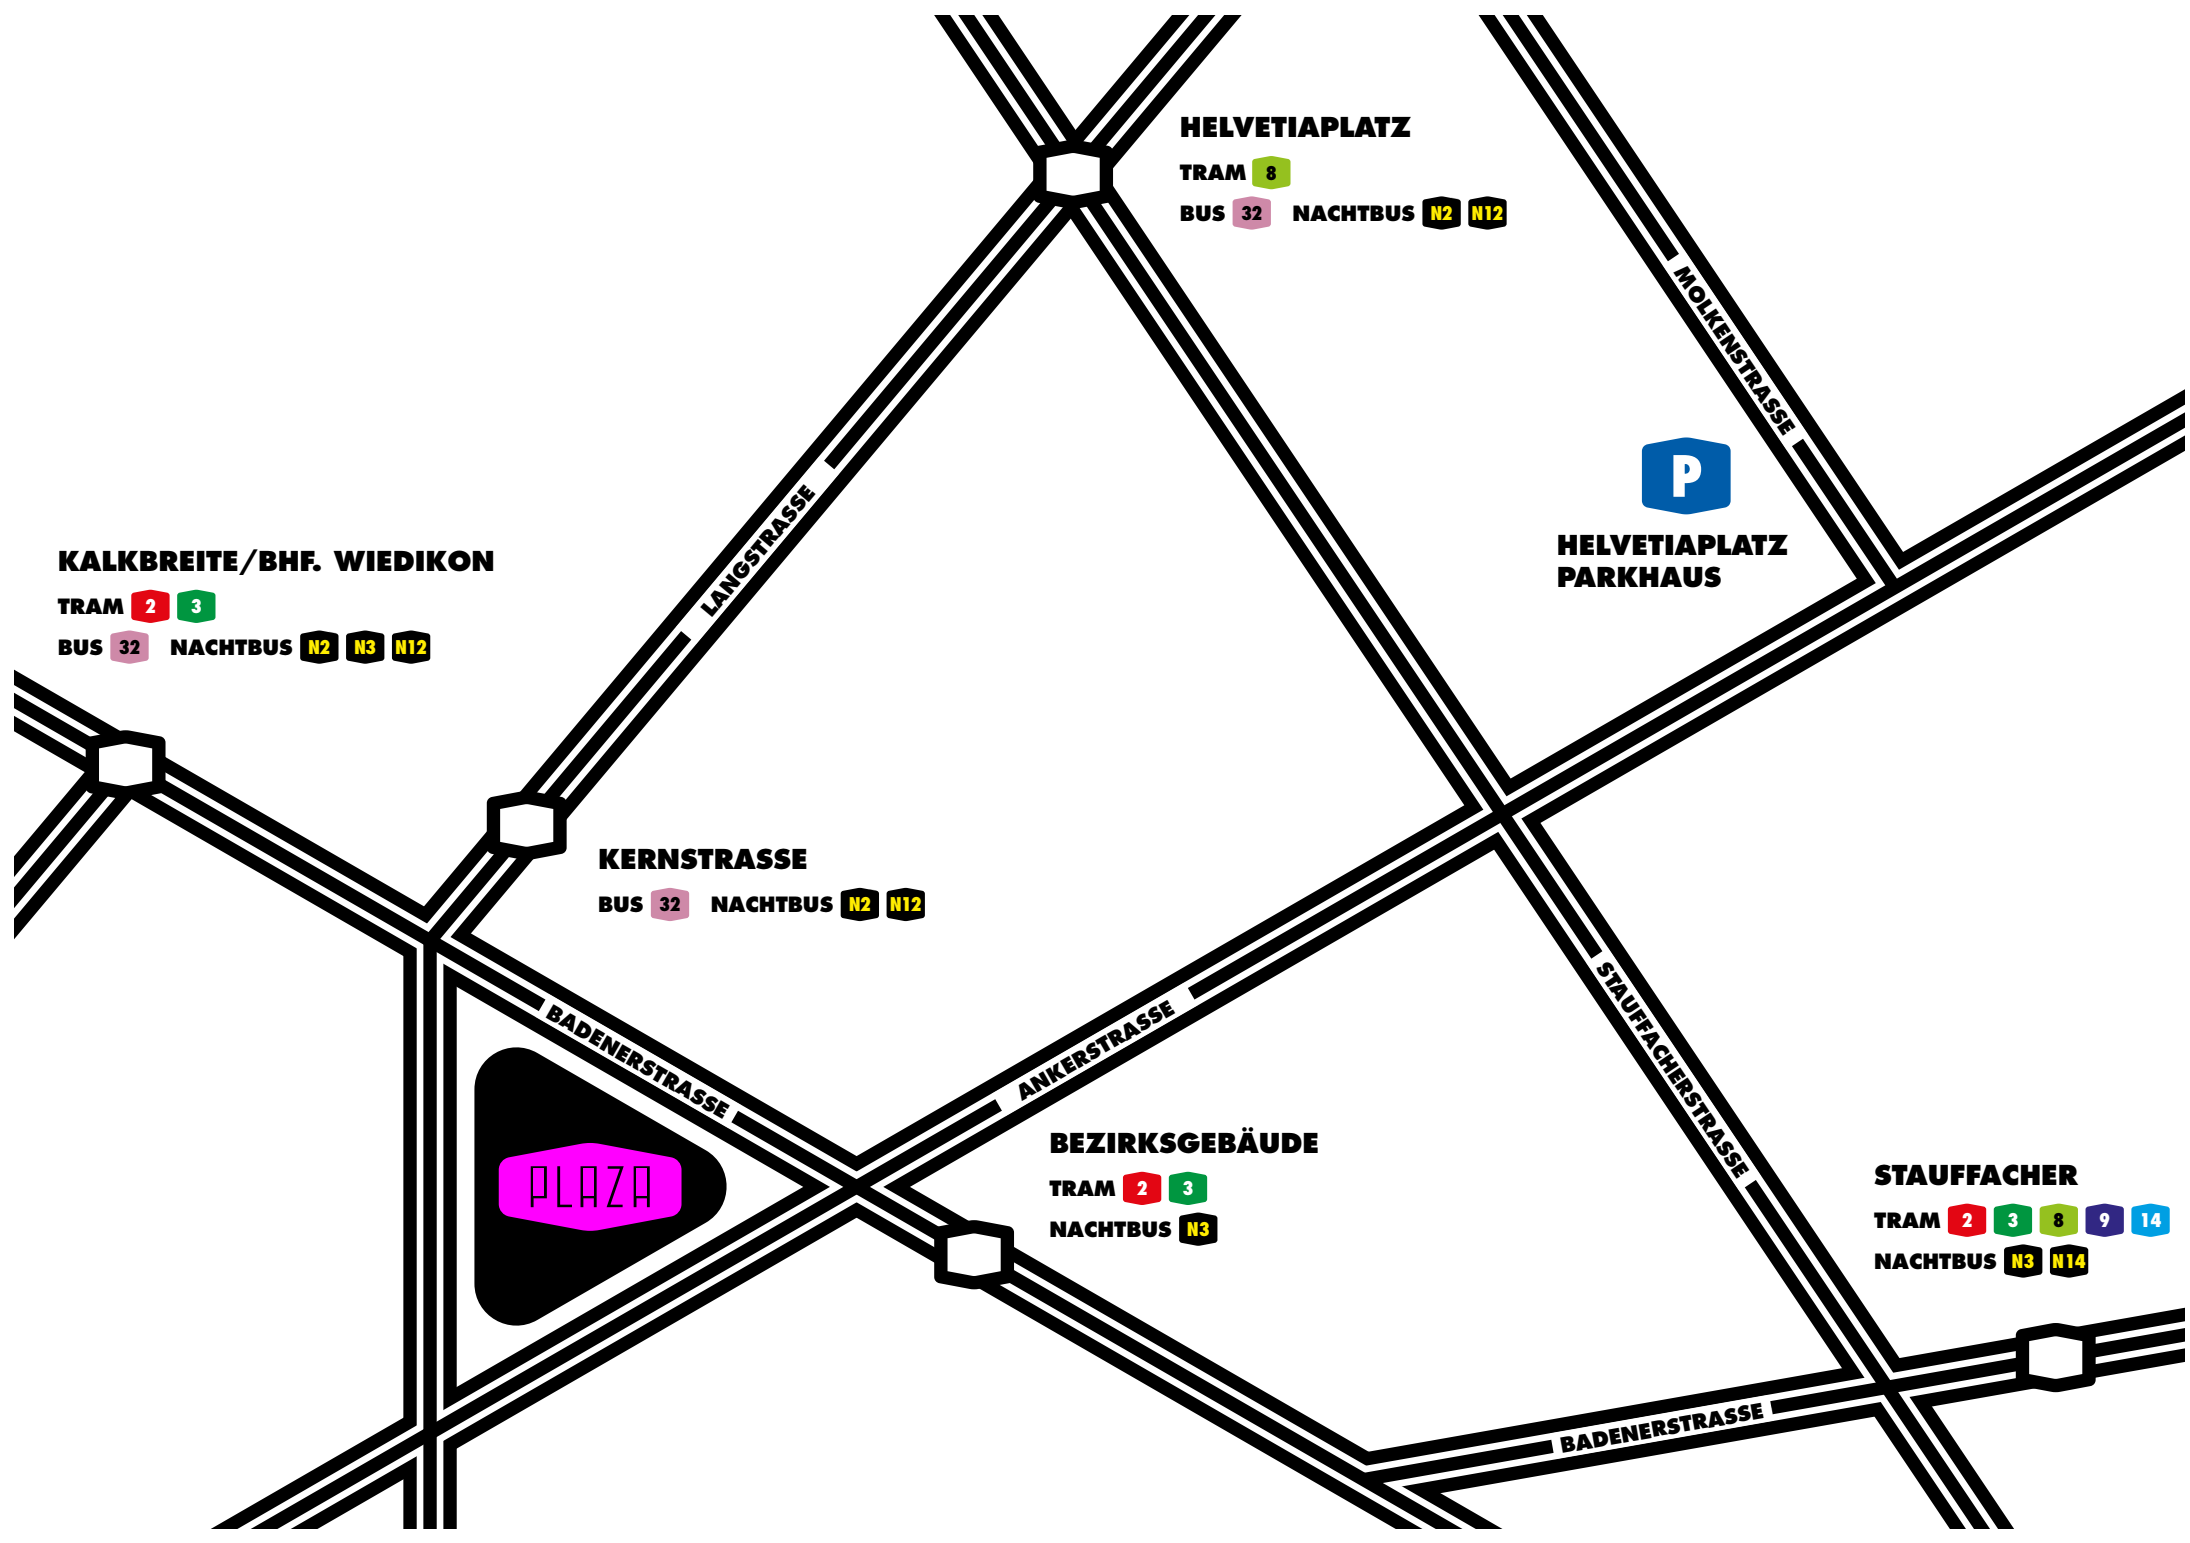 HELVETIAPLATZ
TRAM 8
BUS 32 NACHTBUS N2 N12
MOLKENSTRASSE
P
HELVETIAPLATZ
PARKHAUS
LANGSTRASSE
KALKBREITE/BHF. WIEDIKON
TRAM 2 3
BUS 32 NACHTBUS N2 N3 N12
KERNSTRASSE
BUS 32 NACHTBUS N2 N12
BADENERSTRASSE
ANKERSTRASSE
STAUFFACHERSTRASSE
PLAZA
BEZIRKSGEBÄUDE
TRAM 2 3
NACHTBUS N3
STAUFFACHER
TRAM 2 3 8 9 14
NACHTBUS N3 N14
BADENERSTRASSE